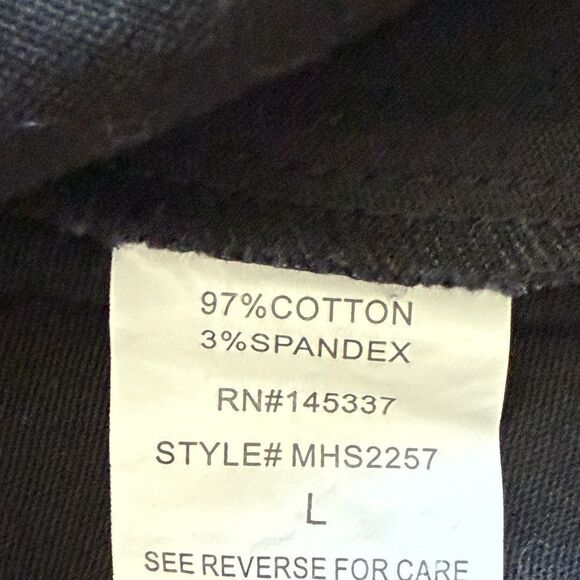 97%COTTON
3%SPANDEX
RN#145337
STYLE# MHS2257
L
SEE REVERSE FOR CARE